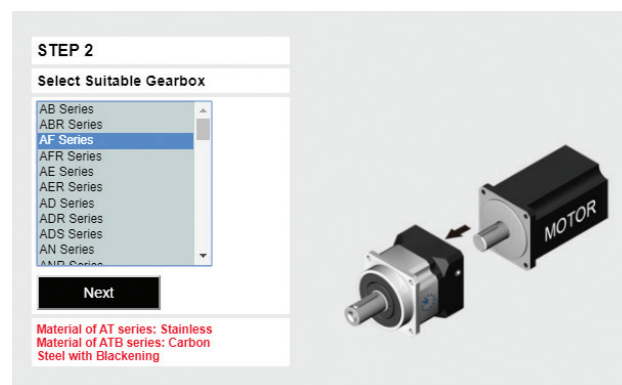 STEP 2
Select Suitable Gearbox
AB Series
ABR Series
AF Series
AFR Series
AE Series
AER Series
AD Series
ADR Series
ADS Series
AN Series
ANR Series
Next
Material of AT series: Stainless
Material of ATB series: Carbon
Steel with Blackening
MOTOR